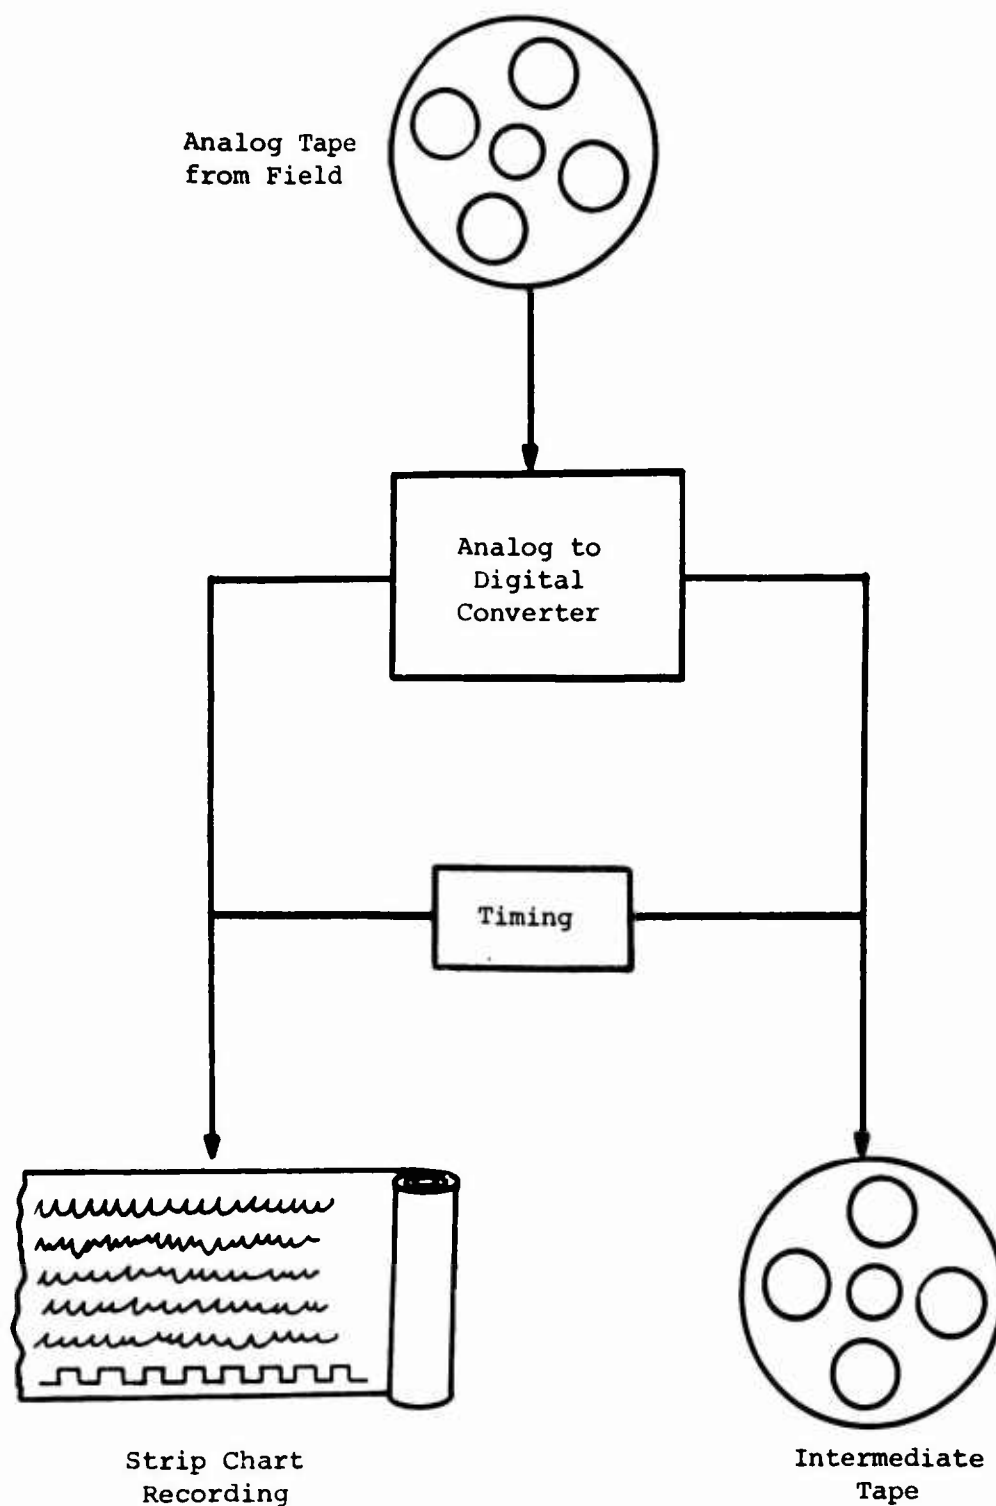 Analog Tape
from Field
Analog to
Digital
Converter
Timing
Strip Chart
Recording
Intermediate
Tape